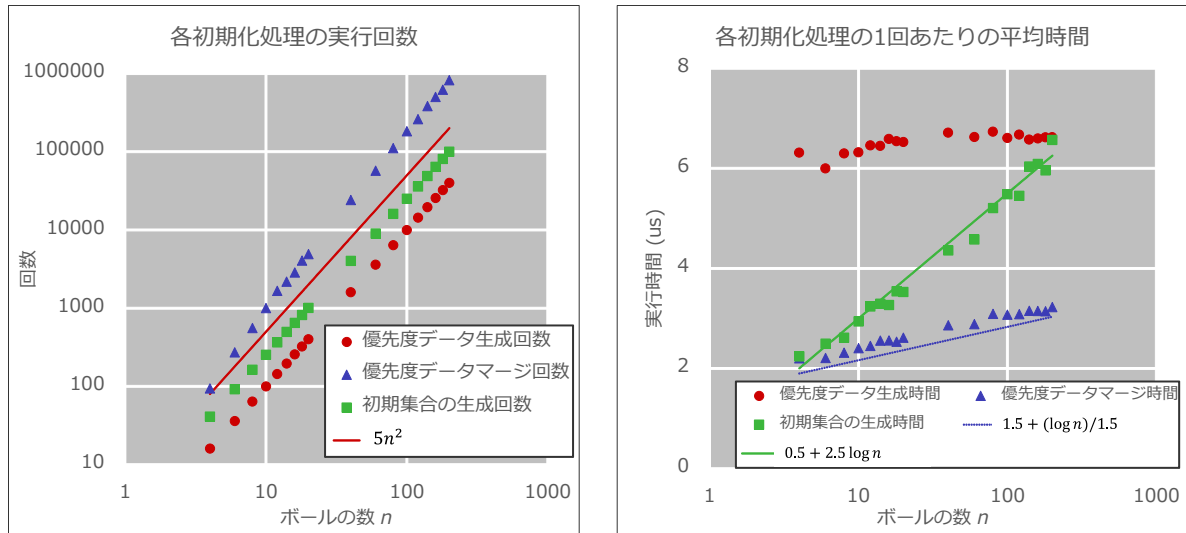 各初期化処理の実行回数
1000000
100000
10000
1000
100
10
回数
優先度データ生成回数
優先度データマージ回数
初期集合の生成回数
5n²
1
10
100
1000
ボールの数 n
各初期化処理の1回あたりの平均時間
8
6
4
2
0
実行時間 (us)
優先度データ生成時間
優先度データマージ時間
初期集合の生成時間
1.5 + (log n)/1.5
0.5 + 2.5 log n
1
10
100
1000
ボールの数 n